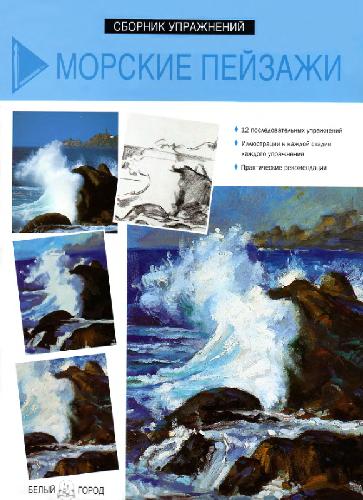 СБОРНИК УПРАЖНЕНИЙ
МОРСКИЕ ПЕЙЗАЖИ
12 последовательных упражнений
Иллюстрации к каждой стадии
каждого упражнения
Практические рекомендации
БЕЛЫЙ ГОРОД